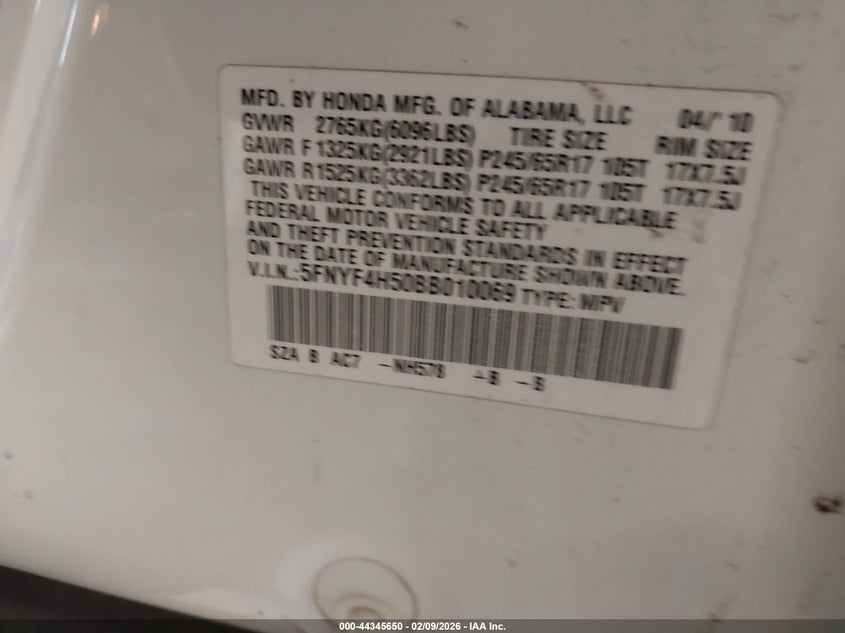 MFD. BY HONDA MFG. OF ALABAMA, LLC 04/ 10
GVWR 2765KG(6096LBS) TIRE SIZE RIM SIZE
GAWR F 1325KG(2921LBS) P245/65R17 105T 17X7.5J
GAWR R 1525KG(3362LBS) P245/65R17 105T 17X7.5J
THIS VEHICLE CONFORMS TO ALL APPLICABLE
FEDERAL MOTOR VEHICLE SAFETY
AND THEFT PREVENTION STANDARDS IN EFFECT
ON THE DATE OF MANUFACTURE SHOWN ABOVE.
V.I.N.:5FNYF4H50BB010069 TYPE: MPV
SZA B AC7 -NH578 -B -B
000-44345650 - 02/09/2026 - IAA Inc.